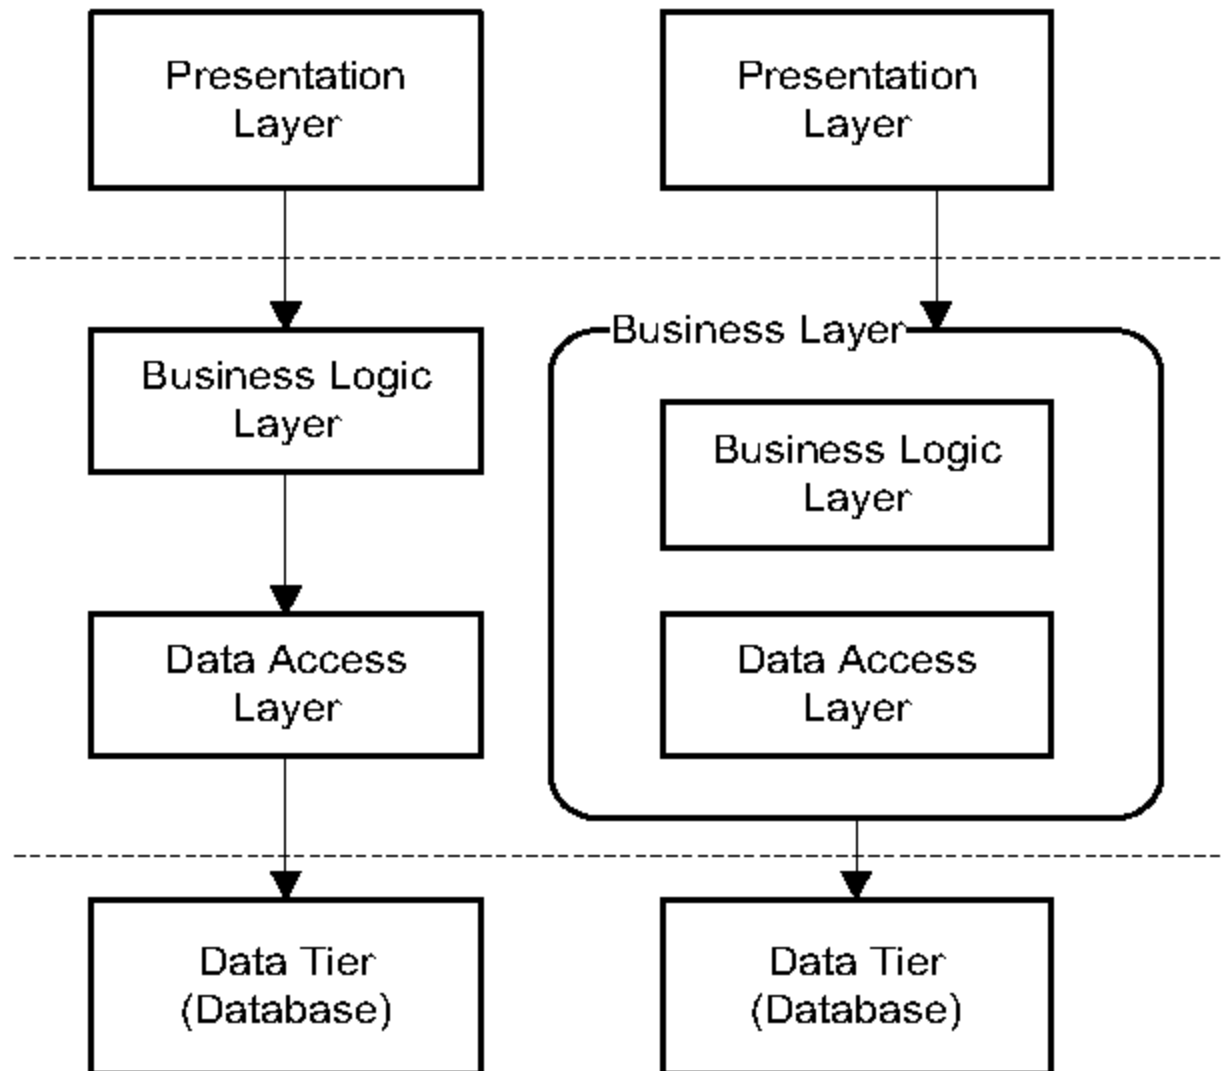 Presentation
Layer
Presentation
Layer
Business Logic
Layer
Business Layer
Business Logic
Layer
Data Access
Layer
Data Access
Layer
Data Tier
(Database)
Data Tier
(Database)